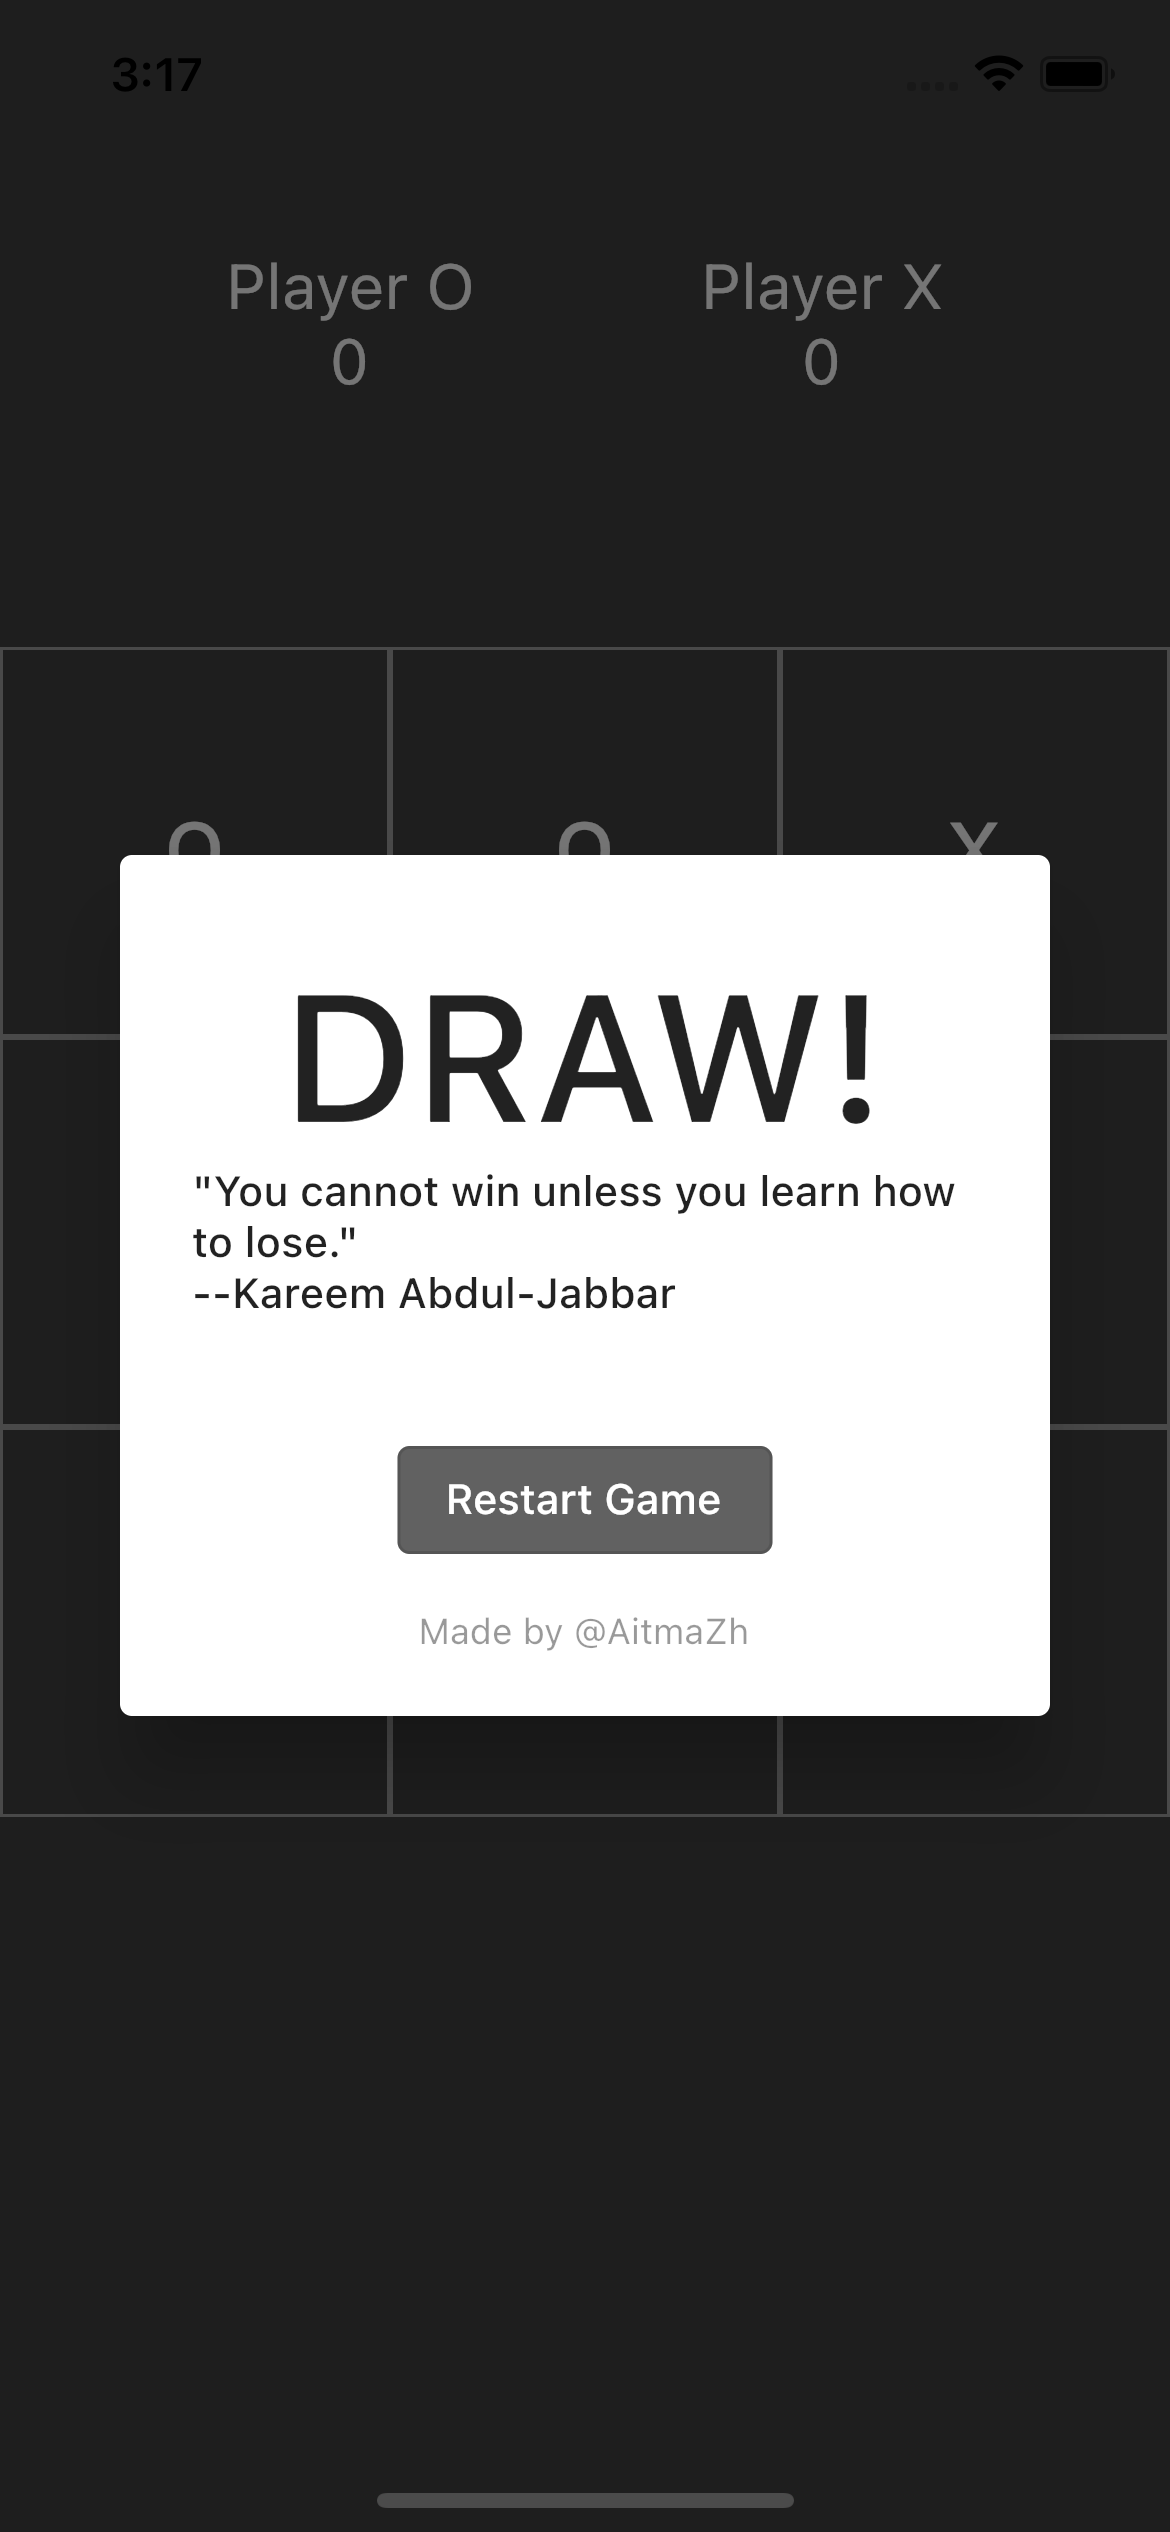 3:17
Player O Player X
0 0
O O X
DRAW!
"You cannot win unless you learn how
to lose."
--Kareem Abdul-Jabbar
Restart Game
Made by @AitmaZh